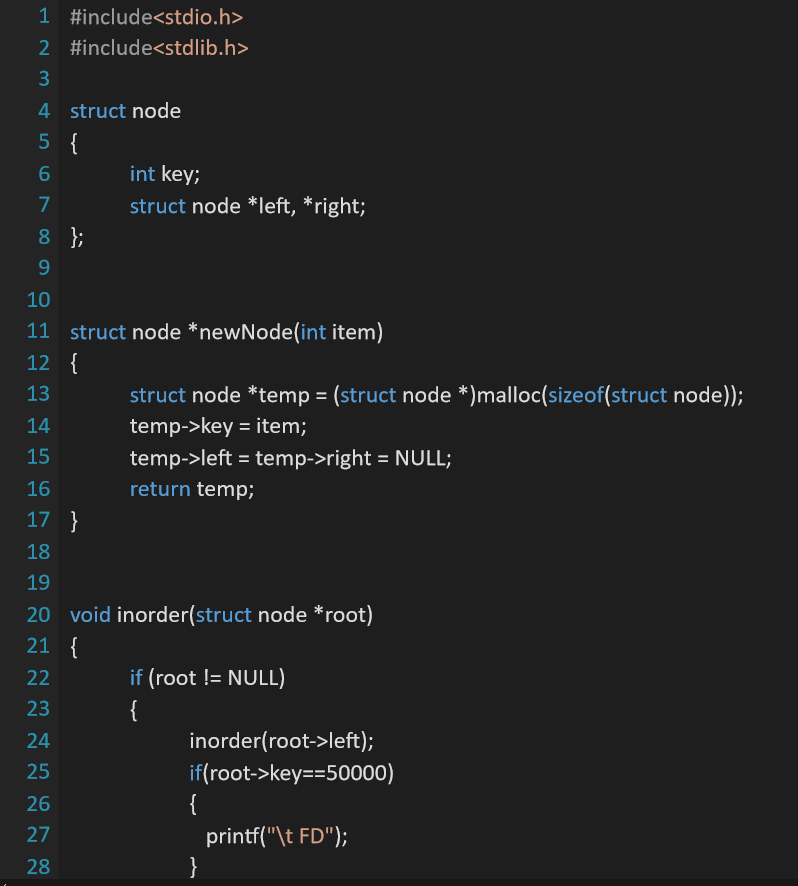 1 #include<stdio.h>
2 #include<stdlib.h>
3
4 struct node
5 {
6 int key;
7 struct node *left, *right;
8 };
9
10
11 struct node *newNode(int item)
12 {
13 struct node *temp = (struct node *)malloc(sizeof(struct node));
14 temp->key = item;
15 temp->left = temp->right = NULL;
16 return temp;
17 }
18
19
20 void inorder(struct node *root)
21 {
22 if (root != NULL)
23 {
24 inorder(root->left);
25 if(root->key==50000)
26 {
27 printf("\t FD");
28 }